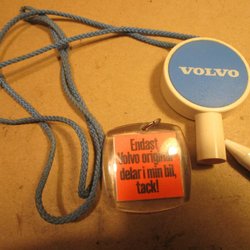 VOLVO
Endast
Volvo original
delar i min bil,
tack!